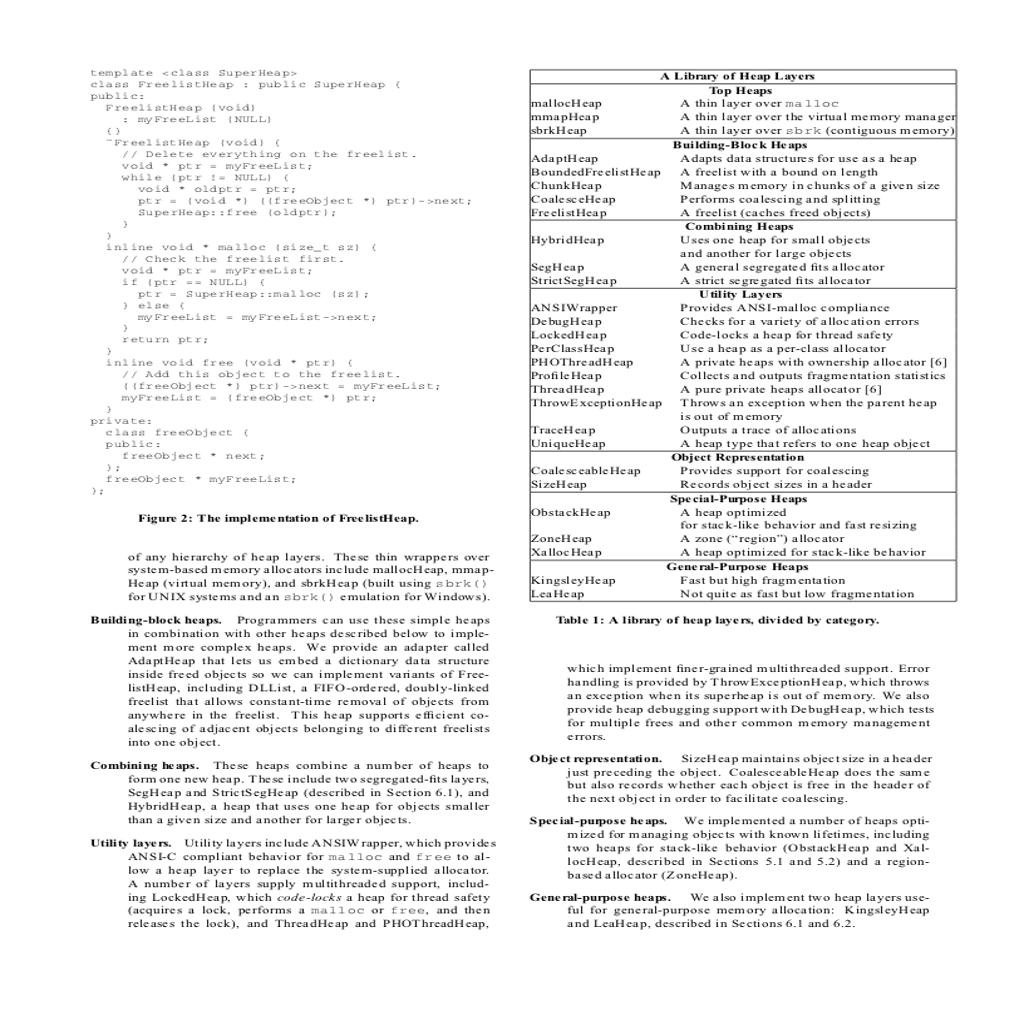 template <class SuperHeap>
class FreelistHeap : public SuperHeap {
public:
FreelistHeap (void)
: myFreeList (NULL)
{}
~FreelistHeap (void) {
// Delete everything on the freelist.
void * ptr = myFreeList;
while (ptr != NULL) {
void * oldptr = ptr;
ptr = (void *) ((freeObject *) ptr)->next;
SuperHeap::free (oldptr);
}
}
inline void * malloc (size_t sz) {
// Check the freelist first.
void * ptr = myFreeList;
if (ptr == NULL) {
ptr = SuperHeap::malloc (sz);
} else {
myFreeList = myFreeList->next;
}
return ptr;
}
inline void free (void * ptr) {
// Add this object to the freelist.
((freeObject *) ptr)->next = myFreeList;
myFreeList = (freeObject *) ptr;
}
private:
class freeObject {
public:
freeObject * next;
};
freeObject * myFreeList;
};
Figure 2: The implementation of FreelistHeap.
of any hierarchy of heap layers. These thin wrappers over
system-based memory allocators include mallocHeap, mmap-
Heap (virtual memory), and sbrkHeap (built using sbrk()
for UNIX systems and an sbrk() emulation for Windows).
Building-block heaps. Programmers can use these simple heaps
in combination with other heaps described below to imple-
ment more complex heaps. We provide an adapter called
AdaptHeap that lets us embed a dictionary data structure
inside freed objects so we can implement variants of Free-
listHeap, including DLList, a FIFO-ordered, doubly-linked
freelist that allows constant-time removal of objects from
anywhere in the freelist. This heap supports efficient co-
alescing of adjacent objects belonging to different freelists
into one object.
Combining heaps. These heaps combine a number of heaps to
form one new heap. These include two segregated-fits layers,
SegHeap and StrictSegHeap (described in Section 6.1), and
HybridHeap, a heap that uses one heap for objects smaller
than a given size and another for larger objects.
Utility layers. Utility layers include ANSIWrapper, which provides
ANSI-C compliant behavior for malloc and free to al-
low a heap layer to replace the system-supplied allocator.
A number of layers supply multithreaded support, includ-
ing LockedHeap, which code-locks a heap for thread safety
(acquires a lock, performs a malloc or free, and then
releases the lock), and ThreadHeap and PHOThreadHeap,
A Library of Heap Layers
Top Heaps
mallocHeap A thin layer over malloc
mmapHeap A thin layer over the virtual memory manager
sbrkHeap A thin layer over sbrk (contiguous memory)
Building-Block Heaps
AdaptHeap Adapts data structures for use as a heap
BoundedFreelistHeap A freelist with a bound on length
ChunkHeap Manages memory in chunks of a given size
CoalesceHeap Performs coalescing and splitting
FreelistHeap A freelist (caches freed objects)
Combining Heaps
HybridHeap Uses one heap for small objects
and another for large objects
SegHeap A general segregated fits allocator
StrictSegHeap A strict segregated fits allocator
Utility Layers
ANSIWrapper Provides ANSI-malloc compliance
DebugHeap Checks for a variety of allocation errors
LockedHeap Code-locks a heap for thread safety
PerClassHeap Use a heap as a per-class allocator
PHOThreadHeap A private heaps with ownership allocator [6]
ProfileHeap Collects and outputs fragmentation statistics
ThreadHeap A pure private heaps allocator [6]
ThrowExceptionHeap Throws an exception when the parent heap
is out of memory
TraceHeap Outputs a trace of allocations
UniqueHeap A heap type that refers to one heap object
Object Representation
CoalesceableHeap Provides support for coalescing
SizeHeap Records object sizes in a header
Special-Purpose Heaps
ObstackHeap A heap optimized
for stack-like behavior and fast resizing
ZoneHeap A zone (“region”) allocator
XallocHeap A heap optimized for stack-like behavior
General-Purpose Heaps
KingsleyHeap Fast but high fragmentation
LeaHeap Not quite as fast but low fragmentation
Table 1: A library of heap layers, divided by category.
which implement finer-grained multithreaded support. Error
handling is provided by ThrowExceptionHeap, which throws
an exception when its superheap is out of memory. We also
provide heap debugging support with DebugHeap, which tests
for multiple frees and other common memory management
errors.
Object representation. SizeHeap maintains object size in a header
just preceding the object. CoalesceableHeap does the same
but also records whether each object is free in the header of
the next object in order to facilitate coalescing.
Special-purpose heaps. We implemented a number of heaps opti-
mized for managing objects with known lifetimes, including
two heaps for stack-like behavior (ObstackHeap and Xal-
locHeap, described in Sections 5.1 and 5.2) and a region-
based allocator (ZoneHeap).
General-purpose heaps. We also implement two heap layers use-
ful for general-purpose memory allocation: KingsleyHeap
and LeaHeap, described in Sections 6.1 and 6.2.